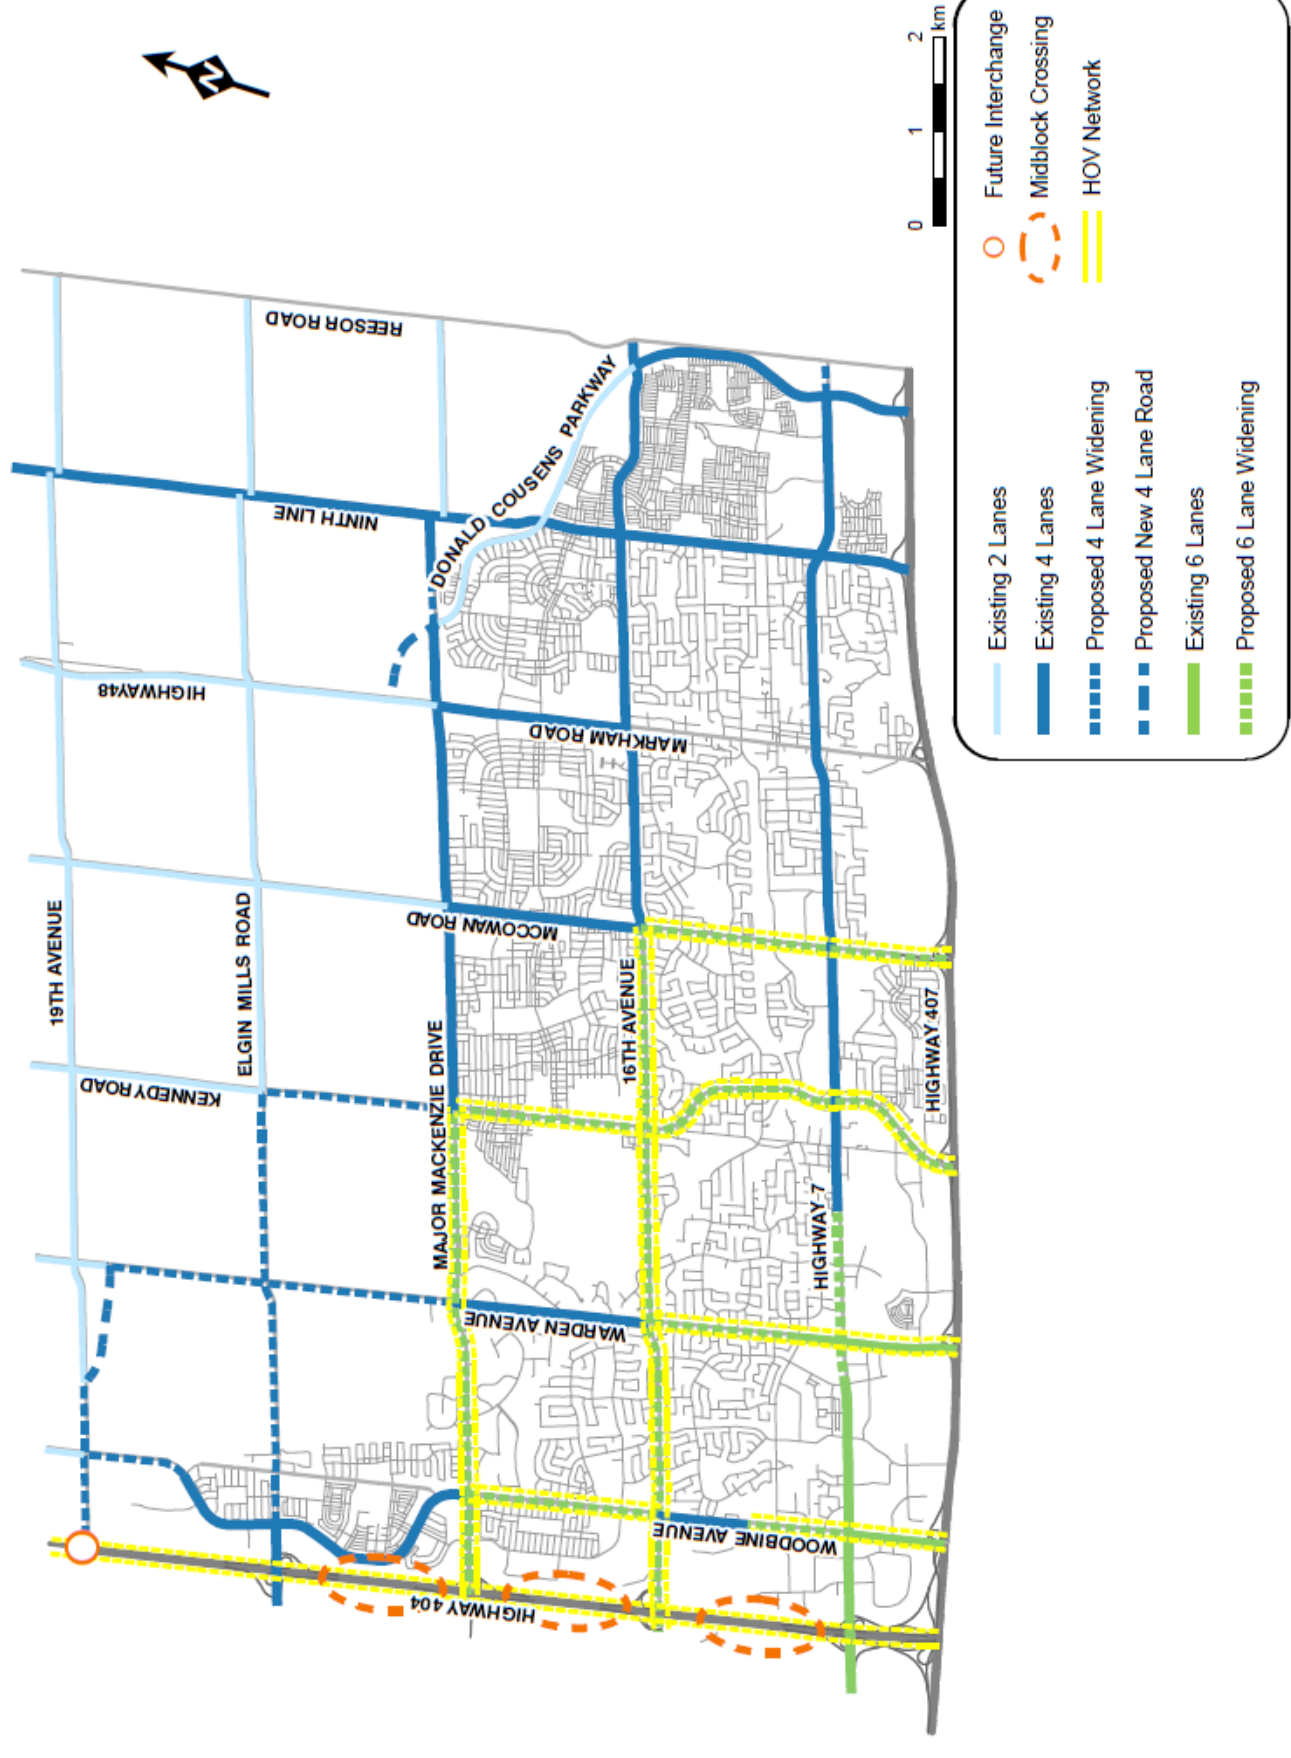 19TH AVENUE
ELGIN MILLS ROAD
MAJOR MACKENZIE DRIVE
16TH AVENUE
HIGHWAY 7
HIGHWAY 407
HIGHWAY 404
WOODBINE AVENUE
WARDEN AVENUE
KENNEDY ROAD
MCCOWAN ROAD
HIGHWAY48
MARKHAM ROAD
NINTH LINE
DONALD COUSENS PARKWAY
REESOR ROAD
N
0 1 2
km
Existing 2 Lanes
Existing 4 Lanes
Proposed 4 Lane Widening
Proposed New 4 Lane Road
Existing 6 Lanes
Proposed 6 Lane Widening
Future Interchange
Midblock Crossing
HOV Network